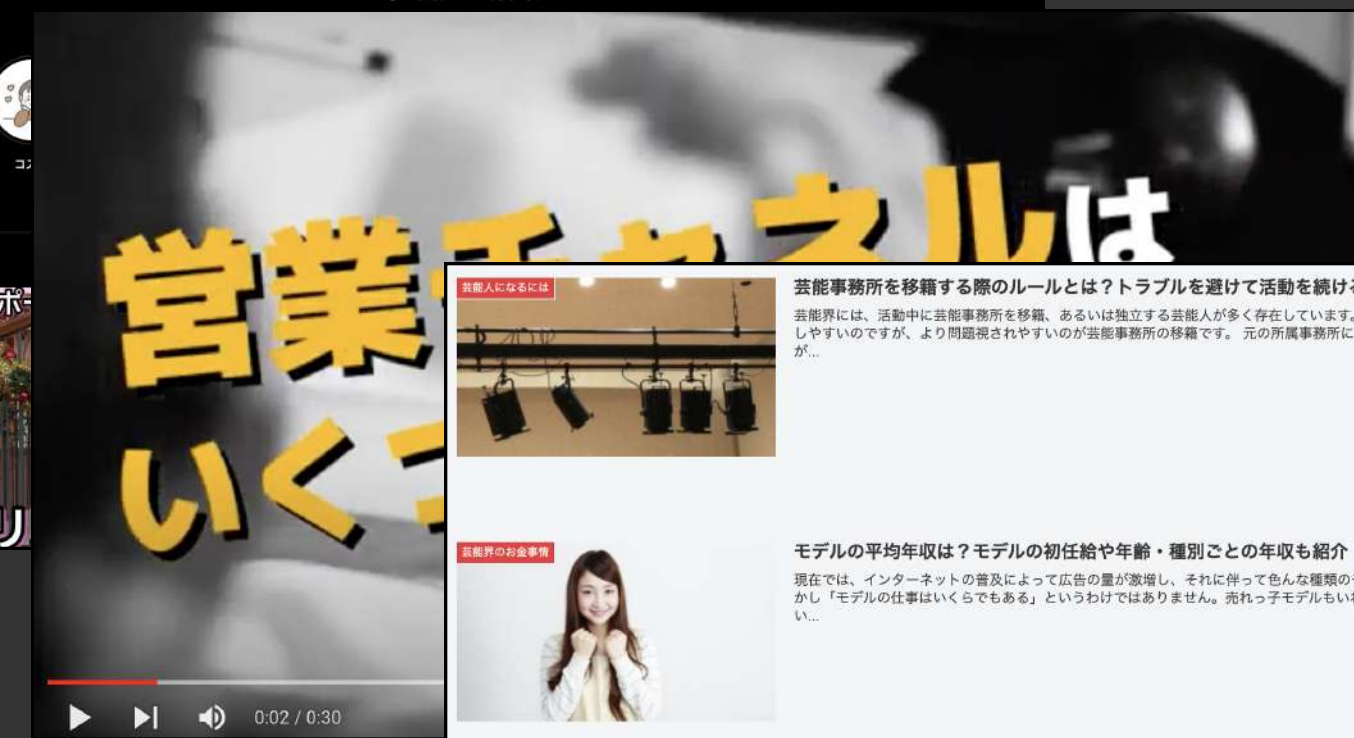 コス
営業チャネルは
いくつ
ポー
リ
0:02 / 0:30
芸能人になるには
芸能事務所を移籍する際のルールとは？トラブルを避けて活動を続ける
芸能界には、活動中に芸能事務所を移籍、あるいは独立する芸能人が多く存在しています。
しやすいのですが、より問題視されやすいのが芸能事務所の移籍です。 元の所属事務所に
が...
芸能界のお金事情
モデルの平均年収は？モデルの初任給や年齢・種別ごとの年収も紹介
現在では、インターネットの普及によって広告の量が激増し、それに伴って色んな種類の
かし「モデルの仕事はいくらでもある」というわけではありません。売れっ子モデルもいれ
い...